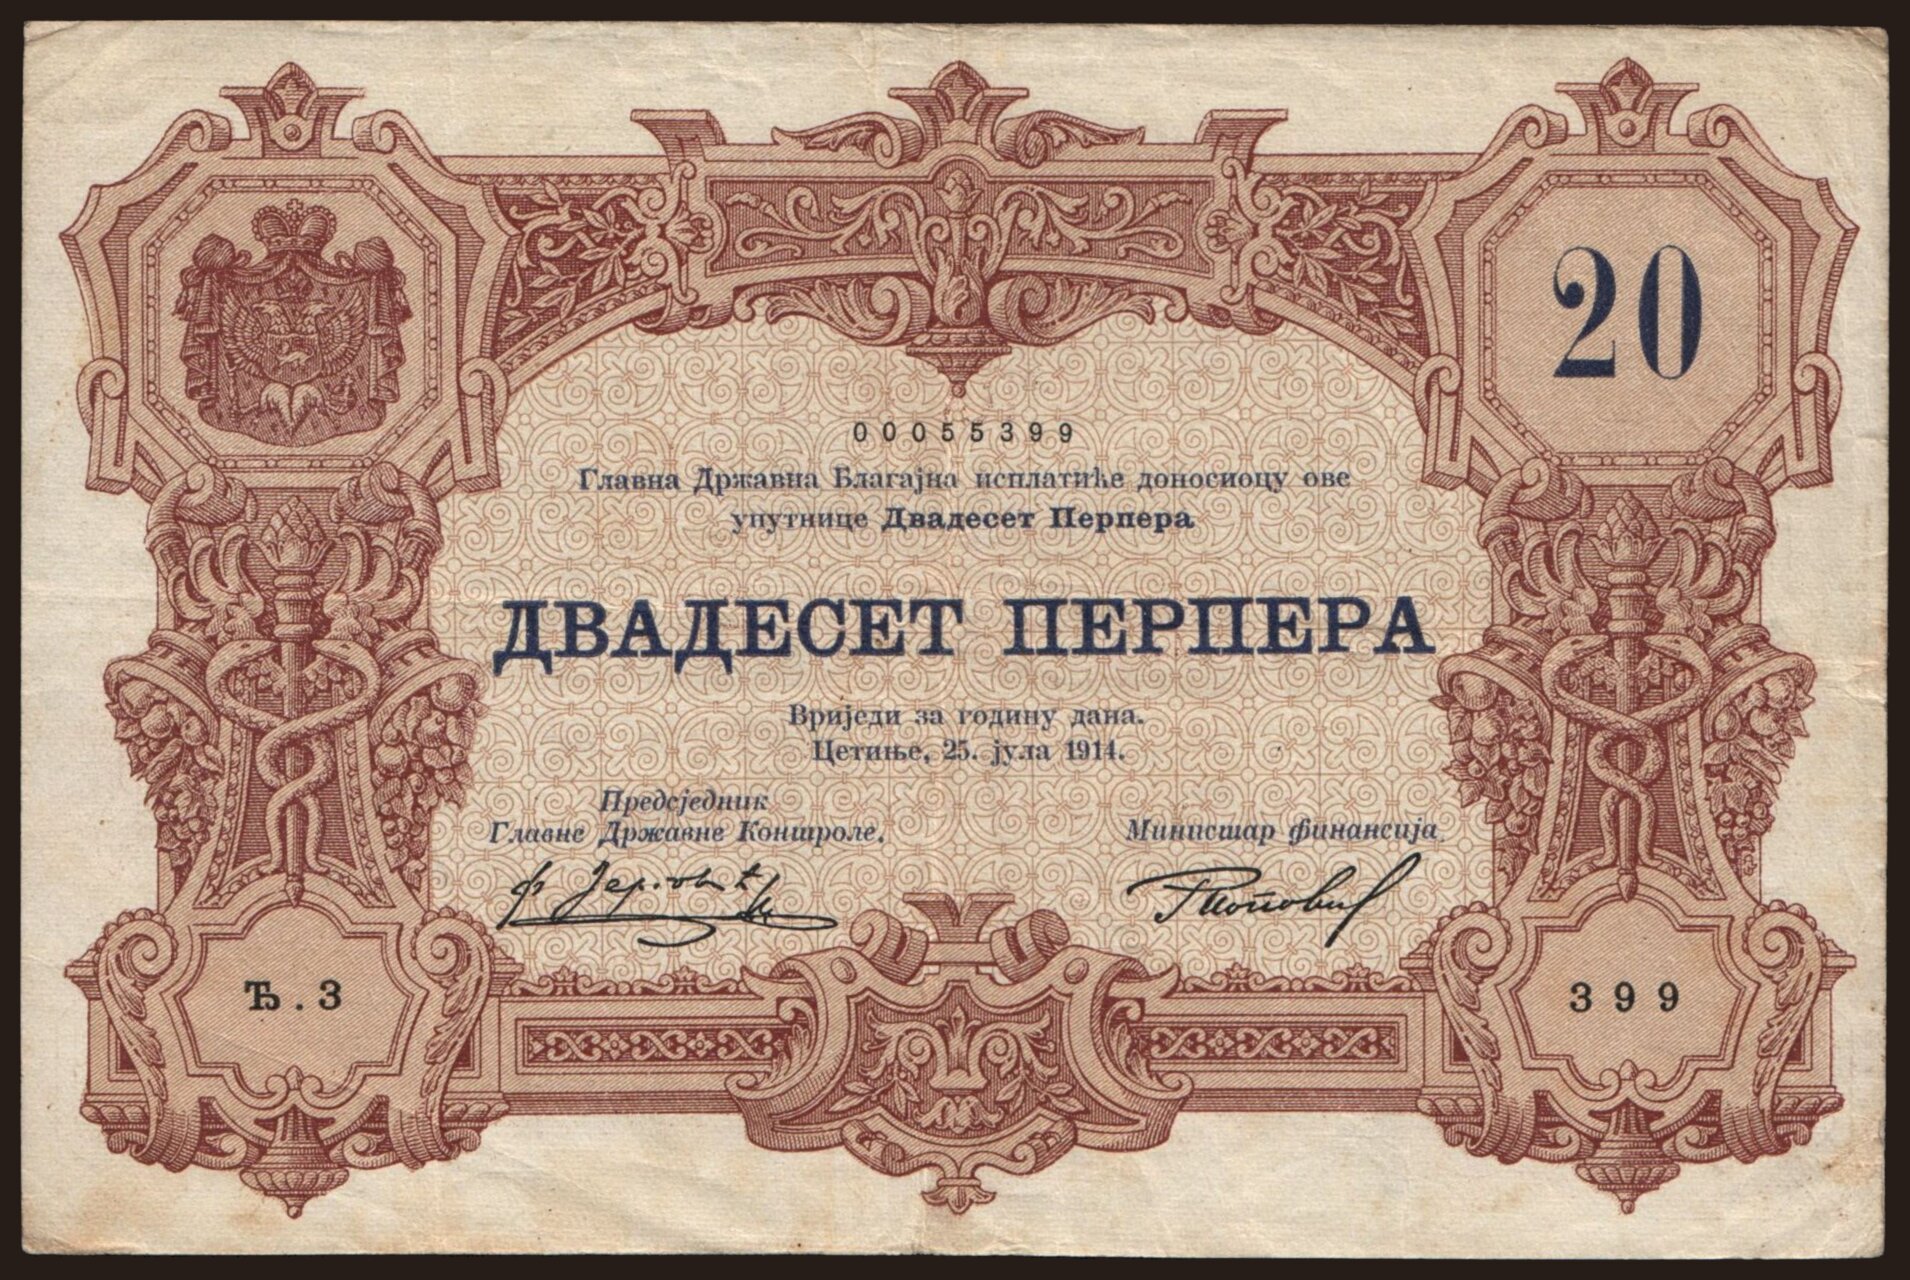 20
00055399
Главна Државна Благајна исплатиће доносиоцу ове
упутнице Двадесет Перпера
ДВАДЕСЕТ ПЕРПЕРА
Вриједи за годину дана.
Цетиње, 25. јула 1914.
Предсједник
Главне Државне Контроле.
Министар финансија.
Ђ.3
399